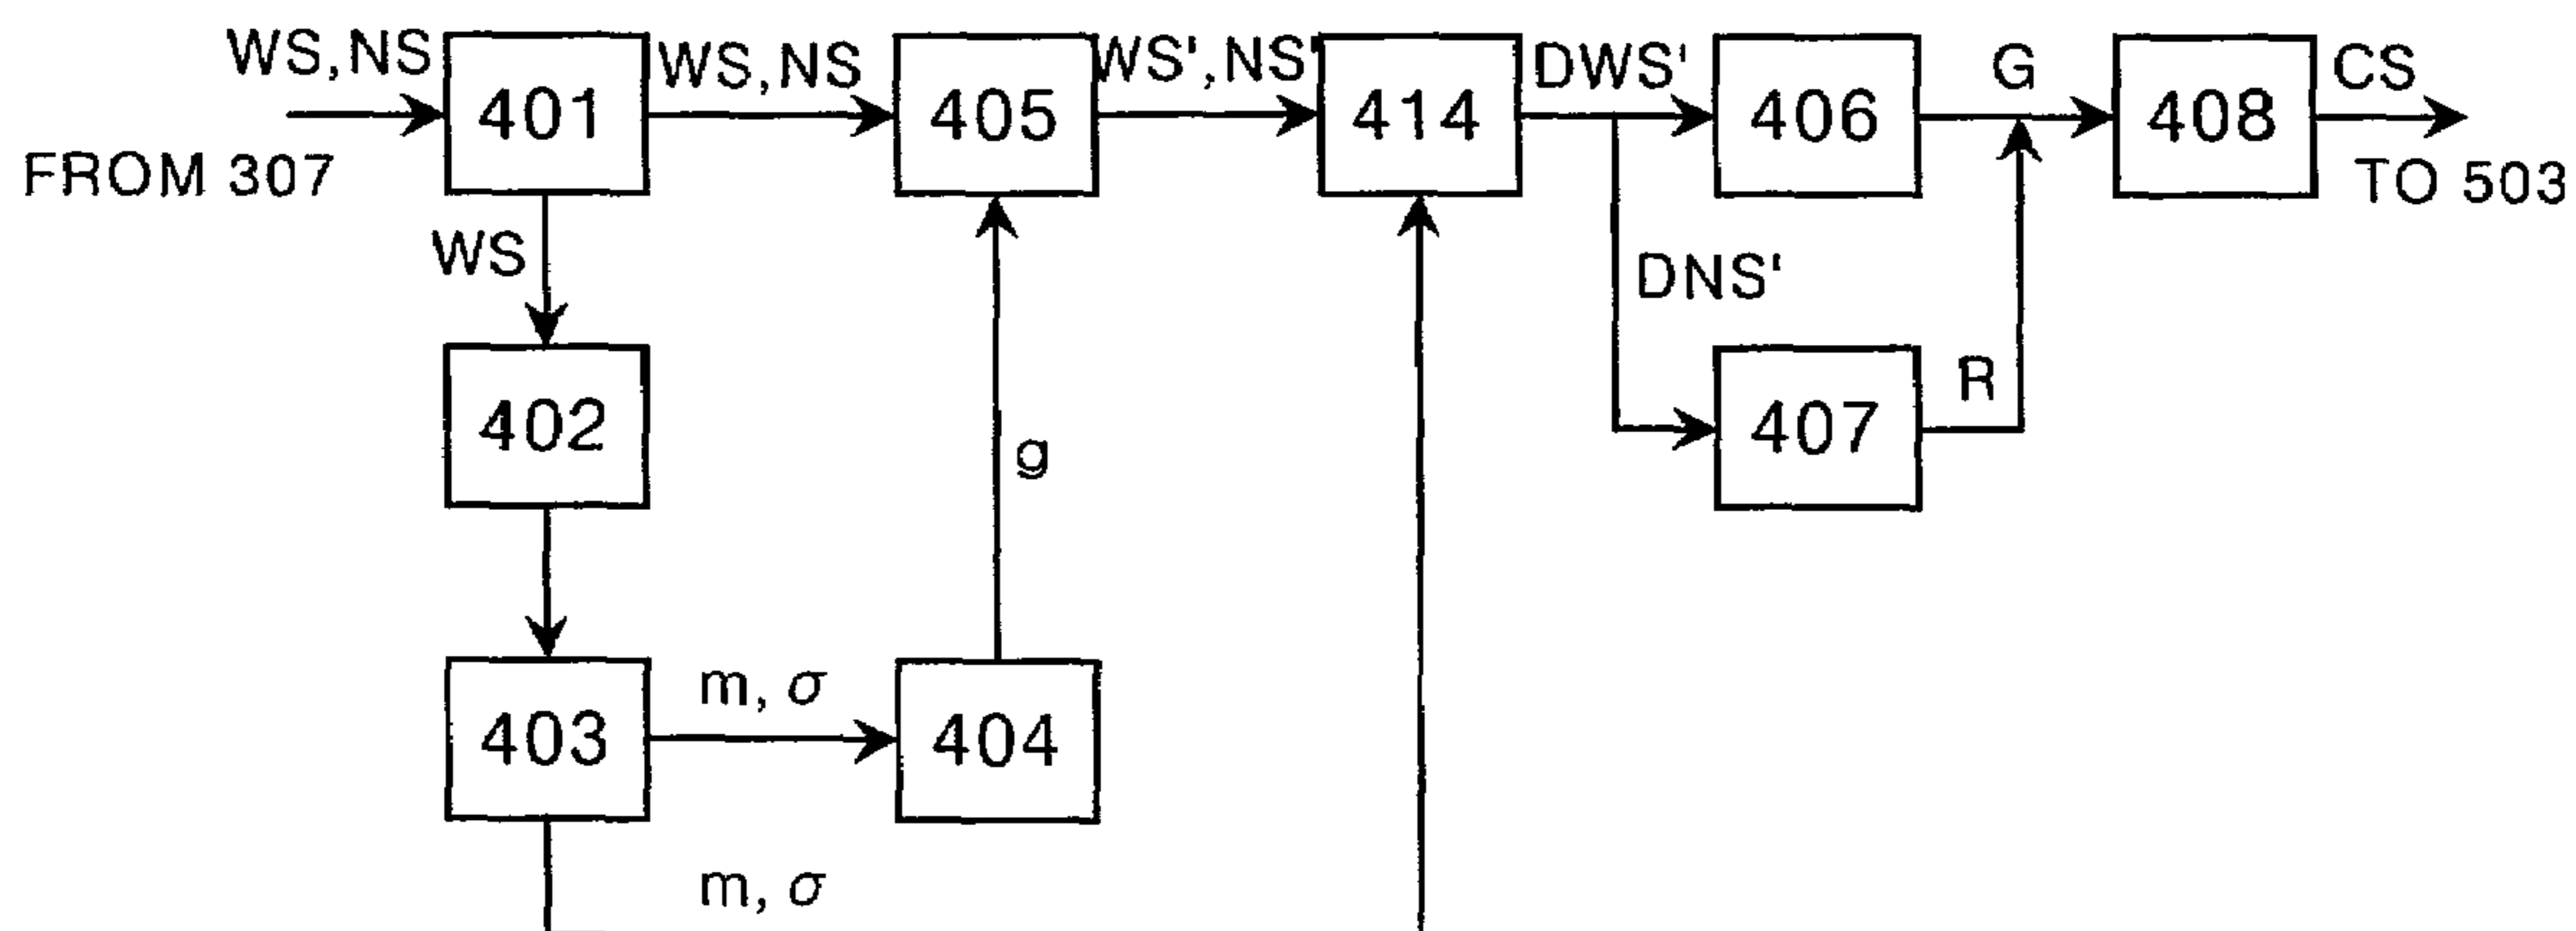 WS,NS
WS,NS
WS',NS'
DWS'
G
CS
401
405
414
406
408
FROM 307
TO 503
WS
DNS'
R
402
407
g
m, σ
403
404
m, σ